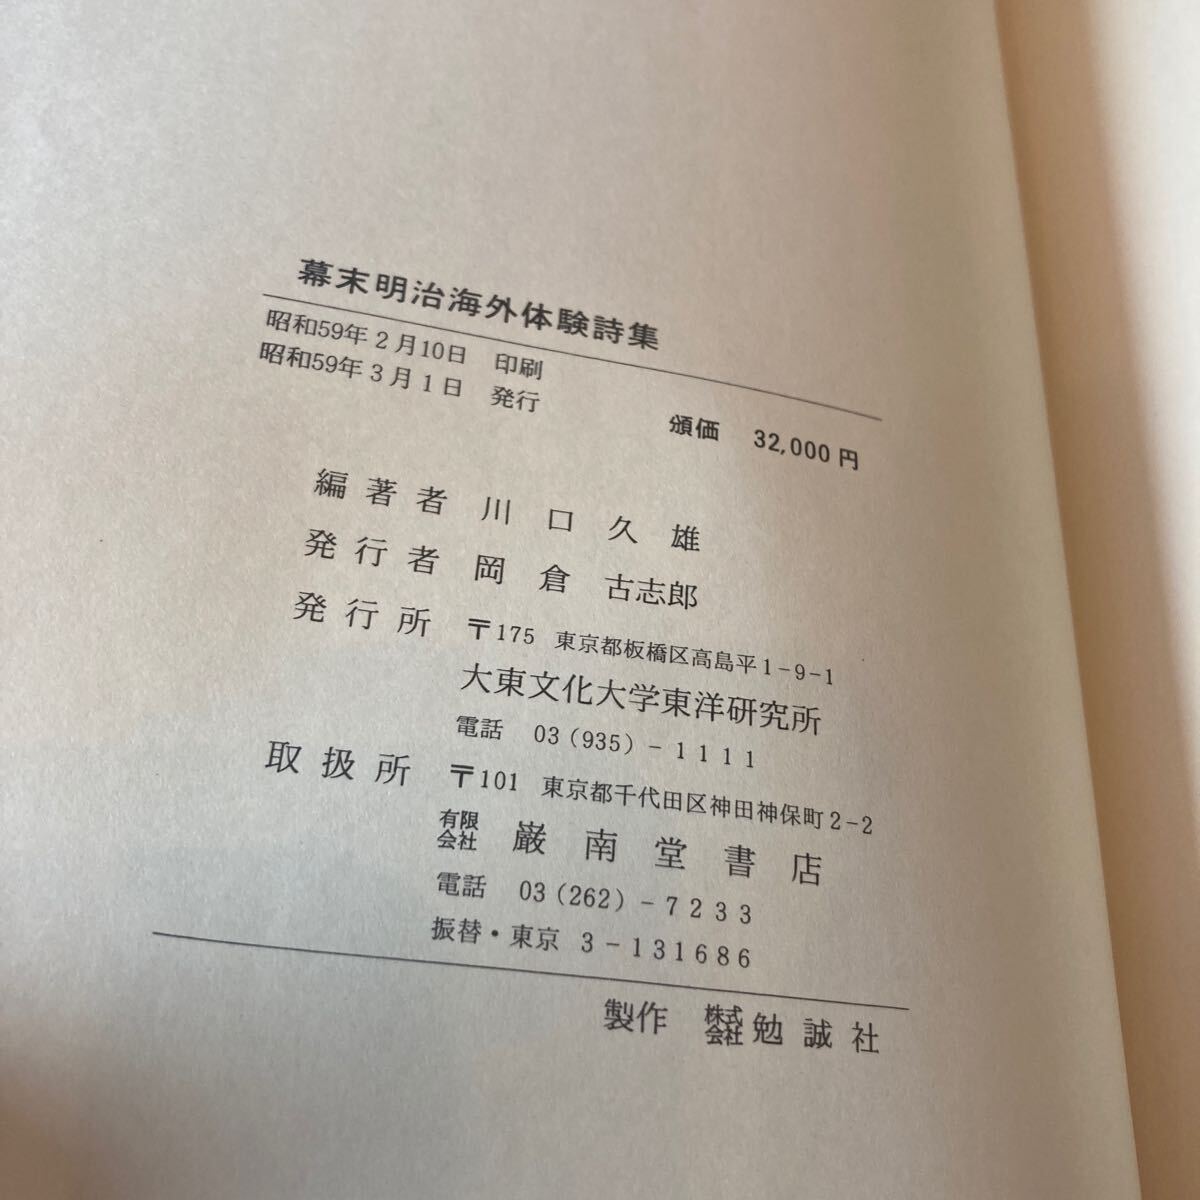 幕末明治海外体験詩集
昭和59年2月10日　印刷
昭和59年3月1日　発行
頒価　32,000円
編著者　川口久雄
発行者　岡倉古志郎
発行所　〒175　東京都板橋区高島平1-9-1
大東文化大学東洋研究所
電話　03(935)-1111
取扱所　〒101　東京都千代田区神田神保町2-2
有限会社　巌南堂書店
電話　03(262)-7233
振替・東京　3-131686
製作　株式会社　勉誠社